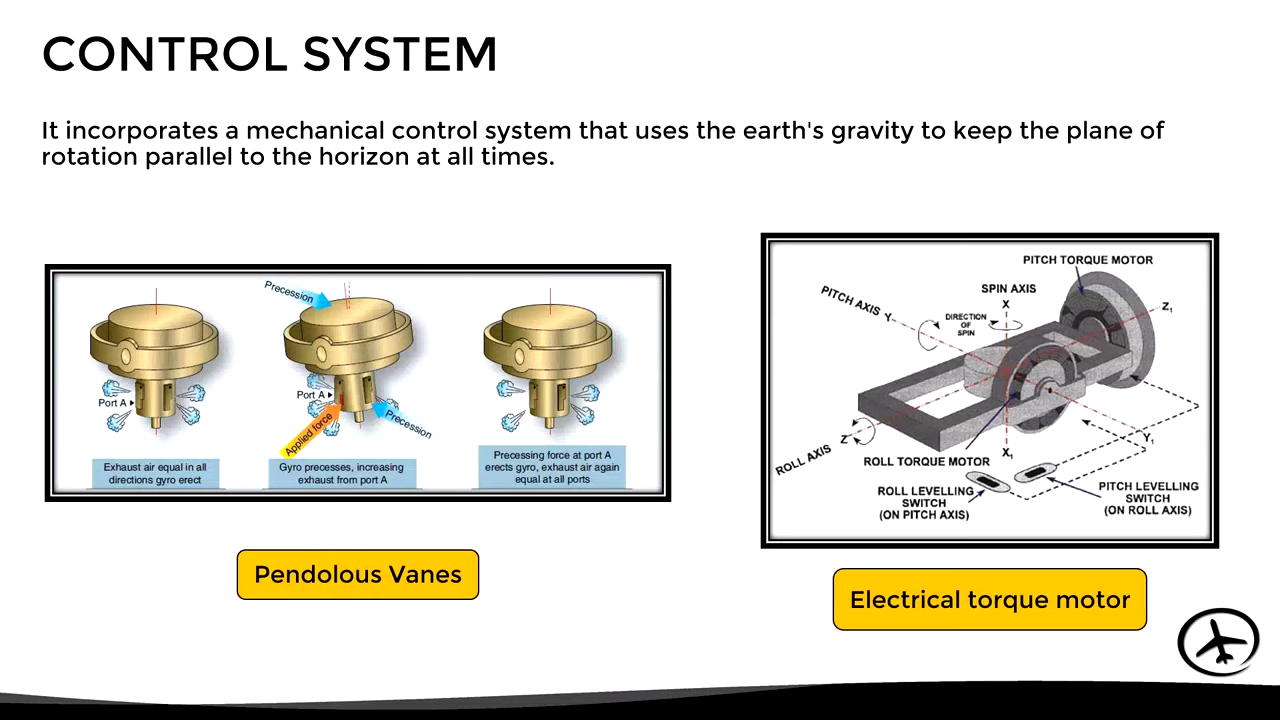 CONTROL SYSTEM
It incorporates a mechanical control system that uses the earth's gravity to keep the plane of
rotation parallel to the horizon at all times.
Port A
Exhaust air equal in all
directions gyro erect
Precession
Port A
Applied force
Precession
Gyro precesses, increasing
exhaust from port A
Precessing force at port A
erects gyro, exhaust air again
equal at all ports
Pendolous Vanes
PITCH TORQUE MOTOR
SPIN AXIS
X
PITCH AXIS Y
DIRECTION
OF
SPIN
Z1
ROLL AXIS
Z
ROLL TORQUE MOTOR
X1
Y1
ROLL LEVELLING
SWITCH
(ON PITCH AXIS)
PITCH LEVELLING
SWITCH
(ON ROLL AXIS)
Electrical torque motor